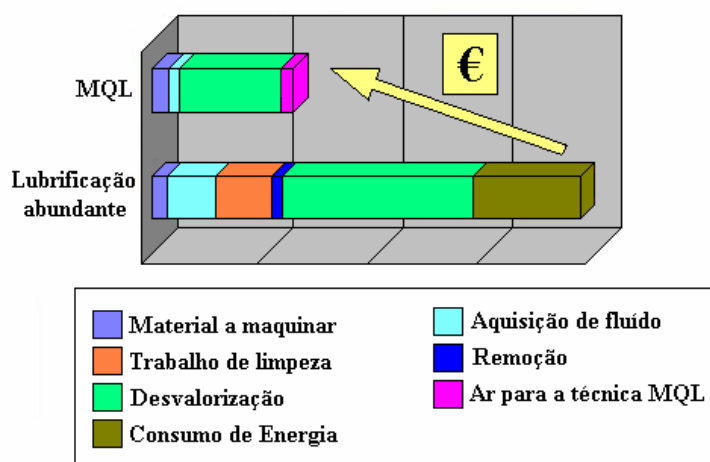 €
MQL
Lubrificação
abundante
Material a maquinar
Aquisição de fluído
Trabalho de limpeza
Remoção
Desvalorização
Ar para a técnica MQL
Consumo de Energia